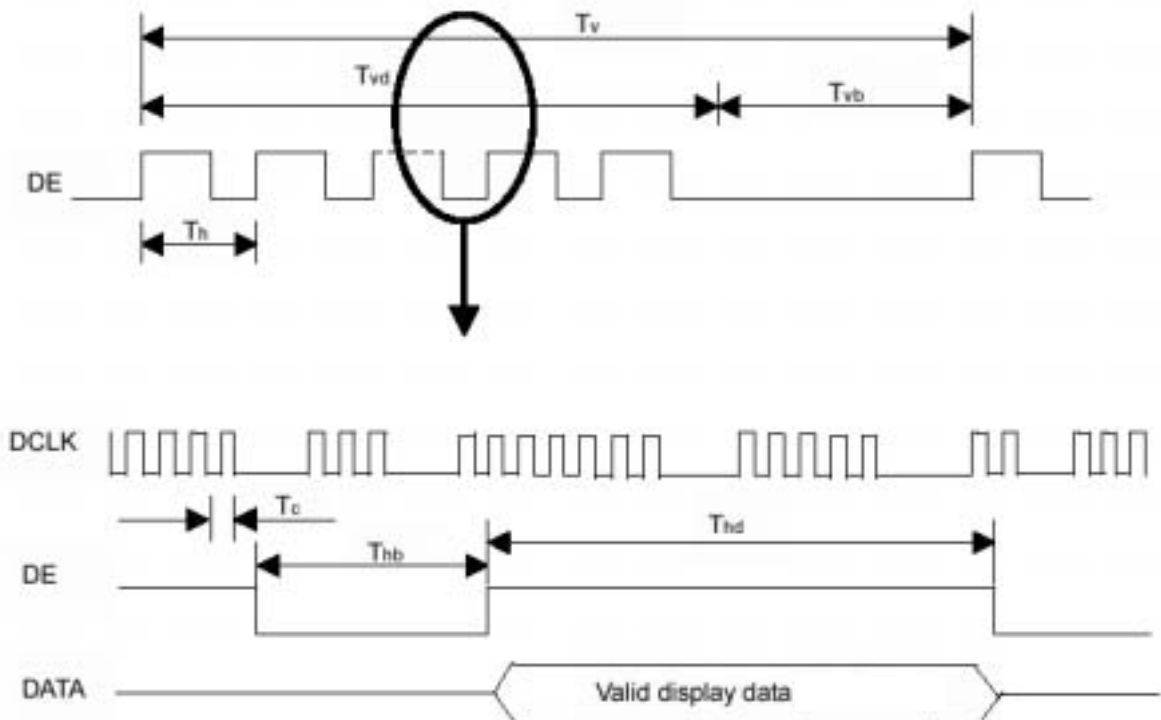 Tv
Tvd
Tvb
DE
Th
DCLK
Tc
Thd
Thb
DE
DATA
Valid display data